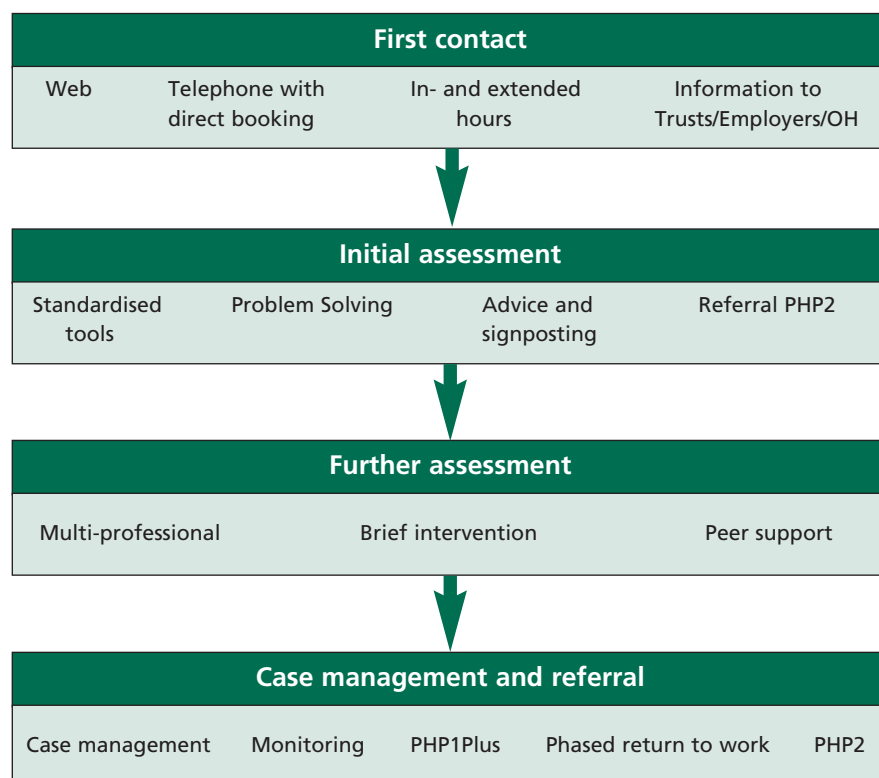 First contact
Web Telephone with In- and extended Information to
direct booking hours Trusts/Employers/OH
Initial assessment
Standardised Problem Solving Advice and Referral PHP2
tools signposting
Further assessment
Multi-professional Brief intervention Peer support
Case management and referral
Case management Monitoring PHP1Plus Phased return to work PHP2